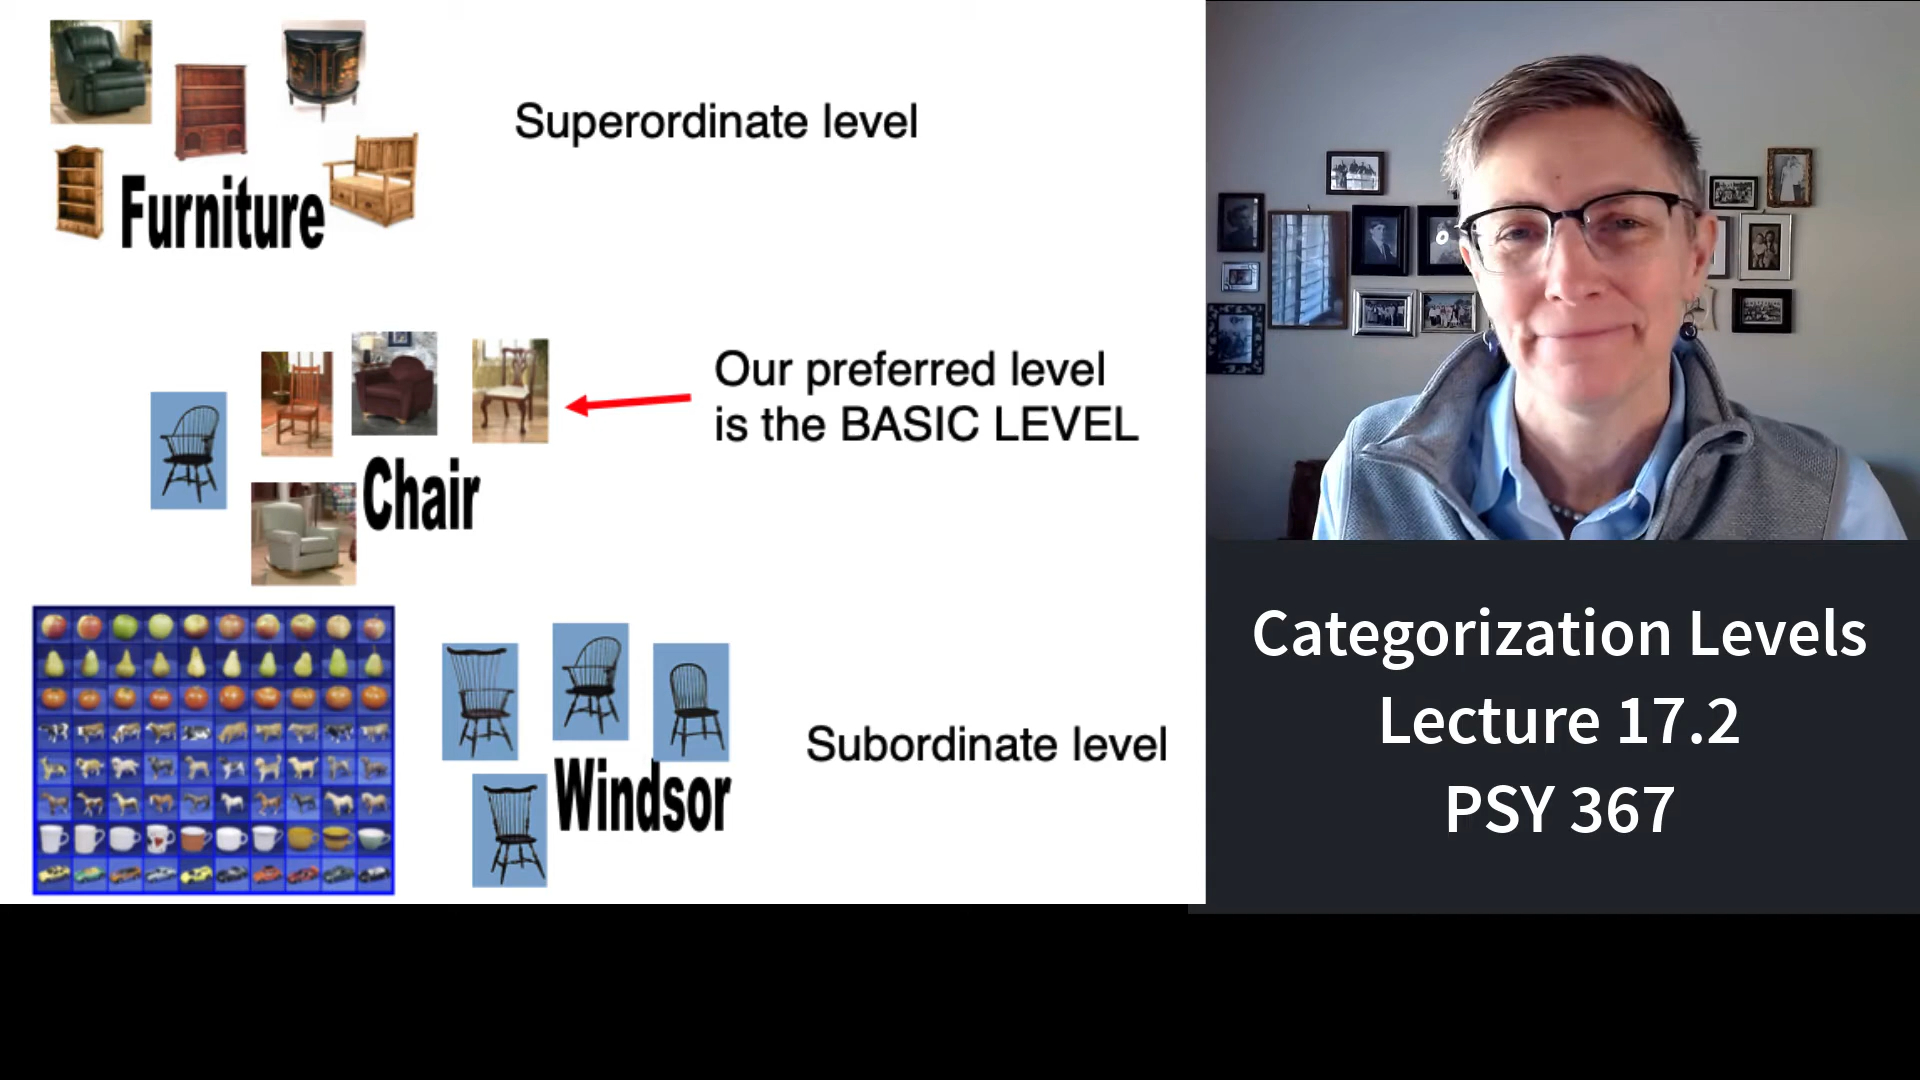 Superordinate level
Furniture
Our preferred level
is the BASIC LEVEL
Chair
Subordinate level
Windsor
Categorization Levels
Lecture 17.2
PSY 367